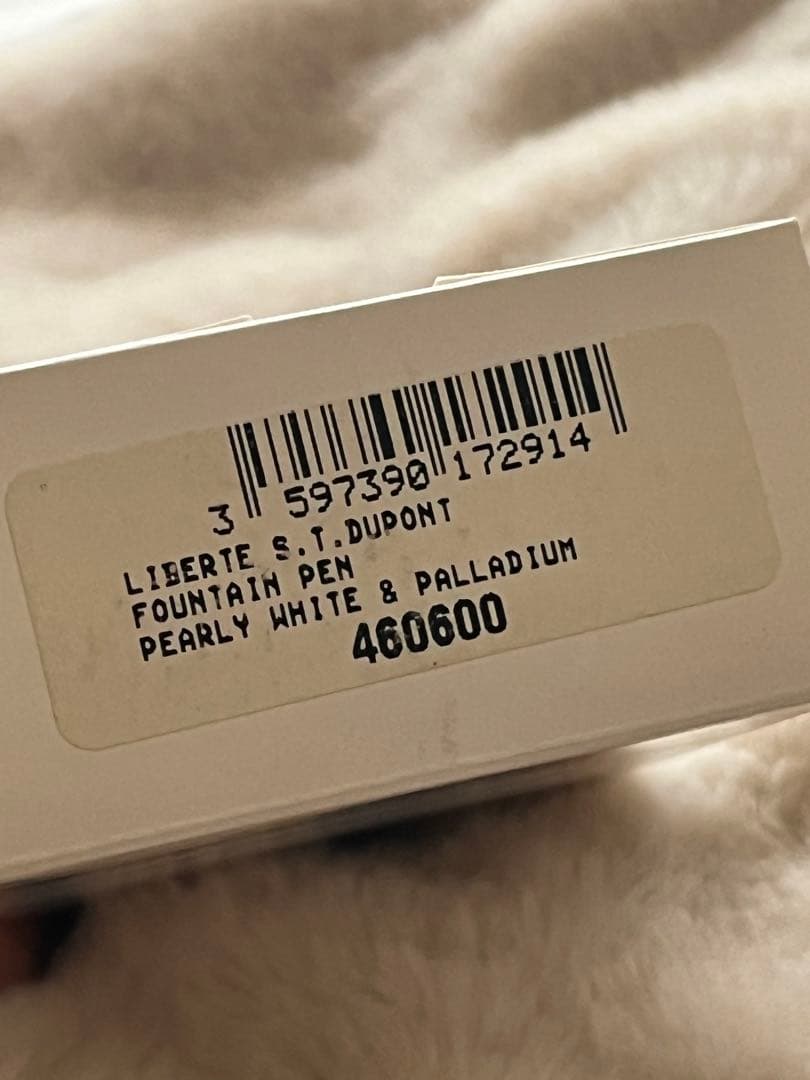 3 597390 172914
LIBERTE S.T.DUPONT
FOUNTAIN PEN
PEARLY WHITE & PALLADIUM
460600